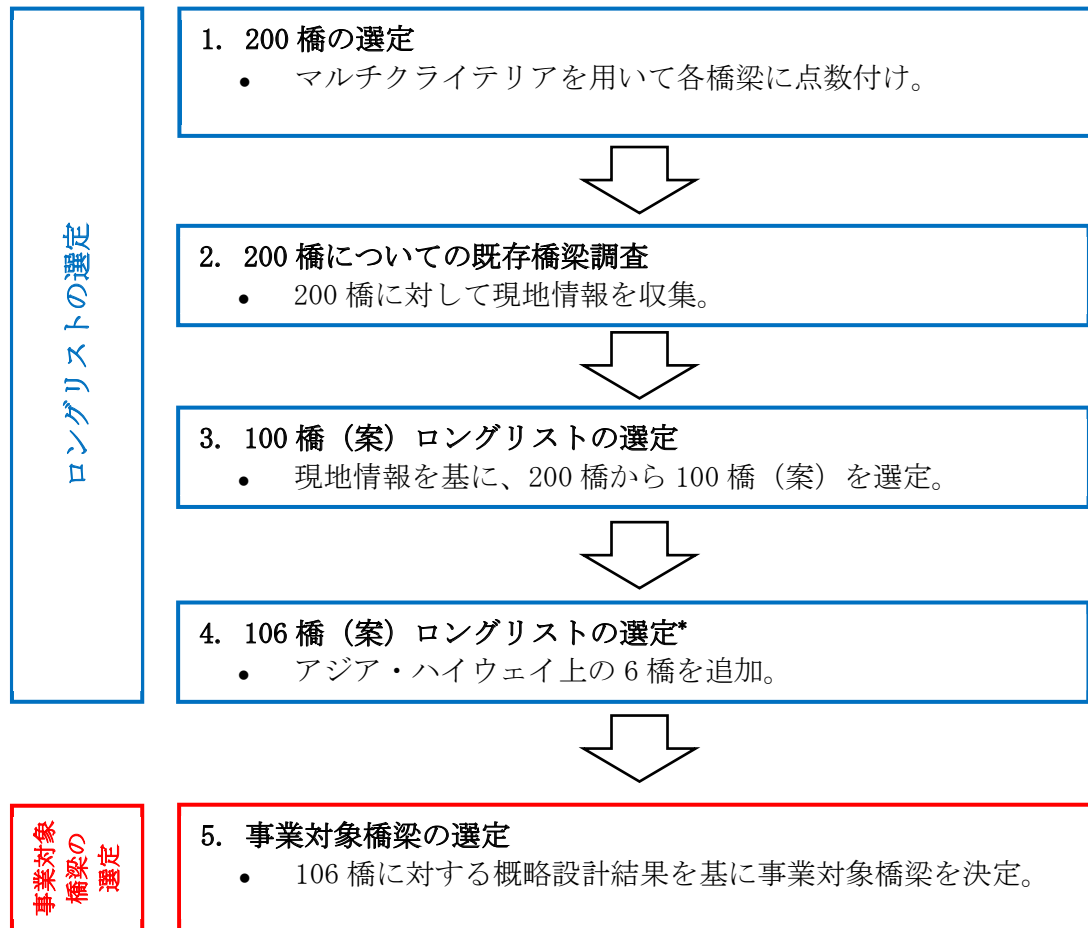 ロングリストの選定
1. 200 橋の選定
● マルチクライテリアを用いて各橋梁に点数付け。
2. 200 橋についての既存橋梁調査
● 200 橋に対して現地情報を収集。
3. 100 橋（案）ロングリストの選定
● 現地情報を基に、200 橋から 100 橋（案）を選定。
4. 106 橋（案）ロングリストの選定*
● アジア・ハイウェイ上の 6 橋を追加。
事業対象
橋梁の
選定
5. 事業対象橋梁の選定
● 106 橋に対する概略設計結果を基に事業対象橋梁を決定。